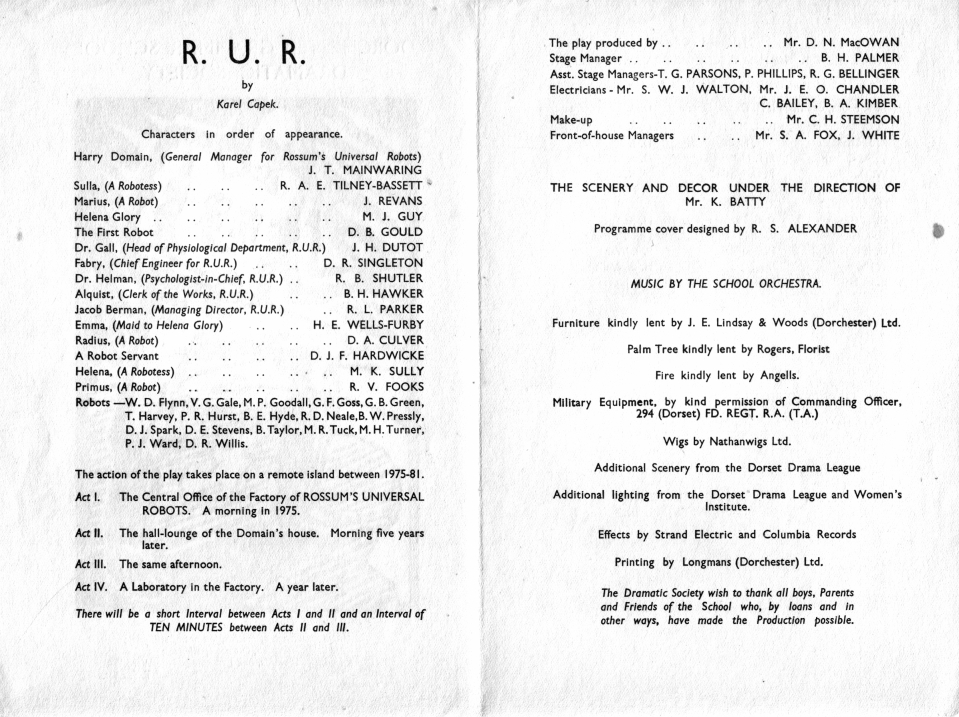 R. U. R.
by
Karel Capek.
Characters in order of appearance.
Harry Domain, (General Manager for Rossum's Universal Robots)
J. T. MAINWARING
Sulla, (A Robotess) .. .. .. R. A. E. TILNEY-BASSETT
Marius, (A Robot) .. .. .. .. .. J. REVANS
Helena Glory .. .. .. .. .. .. M. J. GUY
The First Robot .. .. .. .. D. B. GOULD
Dr. Gall, (Head of Physiological Department, R.U.R.) J. H. DUTOT
Fabry, (Chief Engineer for R.U.R.) .. .. D. R. SINGLETON
Dr. Helman, (Psychologist-in-Chief, R.U.R.) .. R. B. SHUTLER
Alquist, (Clerk of the Works, R.U.R.) .. .. B. H. HAWKER
Jacob Berman, (Managing Director, R.U.R.) .. R. L. PARKER
Emma, (Maid to Helena Glory) .. .. H. E. WELLS-FURBY
Radius, (A Robot) .. .. .. .. D. A. CULVER
A Robot Servant .. .. .. .. D. J. F. HARDWICKE
Helena, (A Robotess) .. .. .. .. .. M. K. SULLY
Primus, (A Robot) .. .. .. .. .. R. V. FOOKS
Robots —W. D. Flynn, V. G. Gale, M. P. Goodall, G. F. Goss, G. B. Green,
T. Harvey, P. R. Hurst, B. E. Hyde, R. D. Neale, B. W. Pressly,
D. J. Spark, D. E. Stevens, B. Taylor, M. R. Tuck, M. H. Turner,
P. J. Ward, D. R. Willis.
The action of the play takes place on a remote island between 1975-81.
Act I. The Central Office of the Factory of ROSSUM'S UNIVERSAL
ROBOTS. A morning in 1975.
Act II. The hall-lounge of the Domain's house. Morning five years
later.
Act III. The same afternoon.
Act IV. A Laboratory in the Factory. A year later.
There will be a short Interval between Acts I and II and an Interval of
TEN MINUTES between Acts II and III.
The play produced by .. .. .. .. Mr. D. N. MacOWAN
Stage Manager .. .. .. .. .. B. H. PALMER
Asst. Stage Managers-T. G. PARSONS, P. PHILLIPS, R. G. BELLINGER
Electricians - Mr. S. W. J. WALTON, Mr. J. E. O. CHANDLER
C. BAILEY, B. A. KIMBER
Make-up .. .. .. .. .. Mr. C. H. STEEMSON
Front-of-house Managers .. .. Mr. S. A. FOX, J. WHITE
THE SCENERY AND DECOR UNDER THE DIRECTION OF
Mr. K. BATTY
Programme cover designed by R. S. ALEXANDER
MUSIC BY THE SCHOOL ORCHESTRA.
Furniture kindly lent by J. E. Lindsay & Woods (Dorchester) Ltd.
Palm Tree kindly lent by Rogers, Florist
Fire kindly lent by Angells.
Military Equipment, by kind permission of Commanding Officer,
294 (Dorset) FD. REGT. R.A. (T.A.)
Wigs by Nathanwigs Ltd.
Additional Scenery from the Dorset Drama League
Additional lighting from the Dorset Drama League and Women's
Institute.
Effects by Strand Electric and Columbia Records
Printing by Longmans (Dorchester) Ltd.
The Dramatic Society wish to thank all boys, Parents
and Friends of the School who, by loans and in
other ways, have made the Production possible.